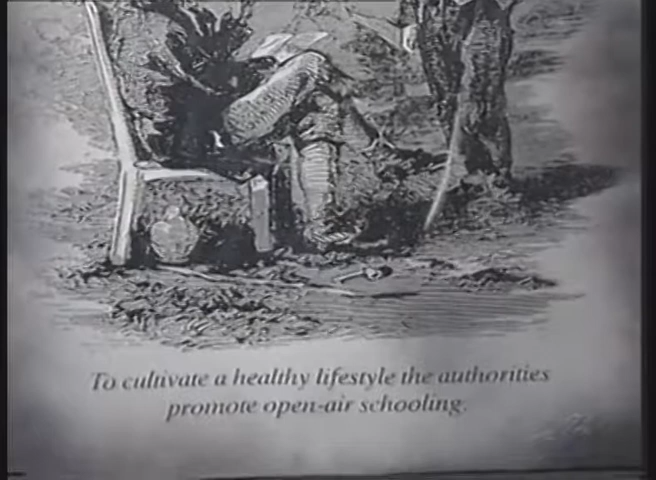 To cultivate a healthy lifestyle the authorities
promote open-air schooling.